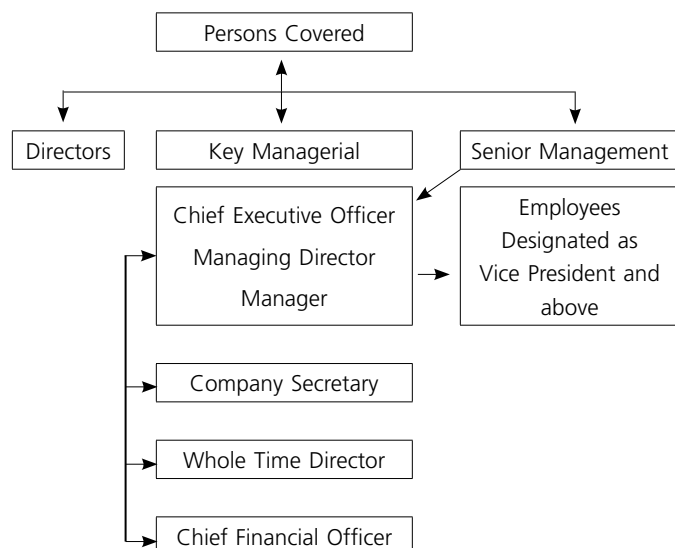 Persons Covered
Directors
Key Managerial
Senior Management
Chief Executive Officer
Managing Director
Manager
Employees
Designated as
Vice President and
above
Company Secretary
Whole Time Director
Chief Financial Officer